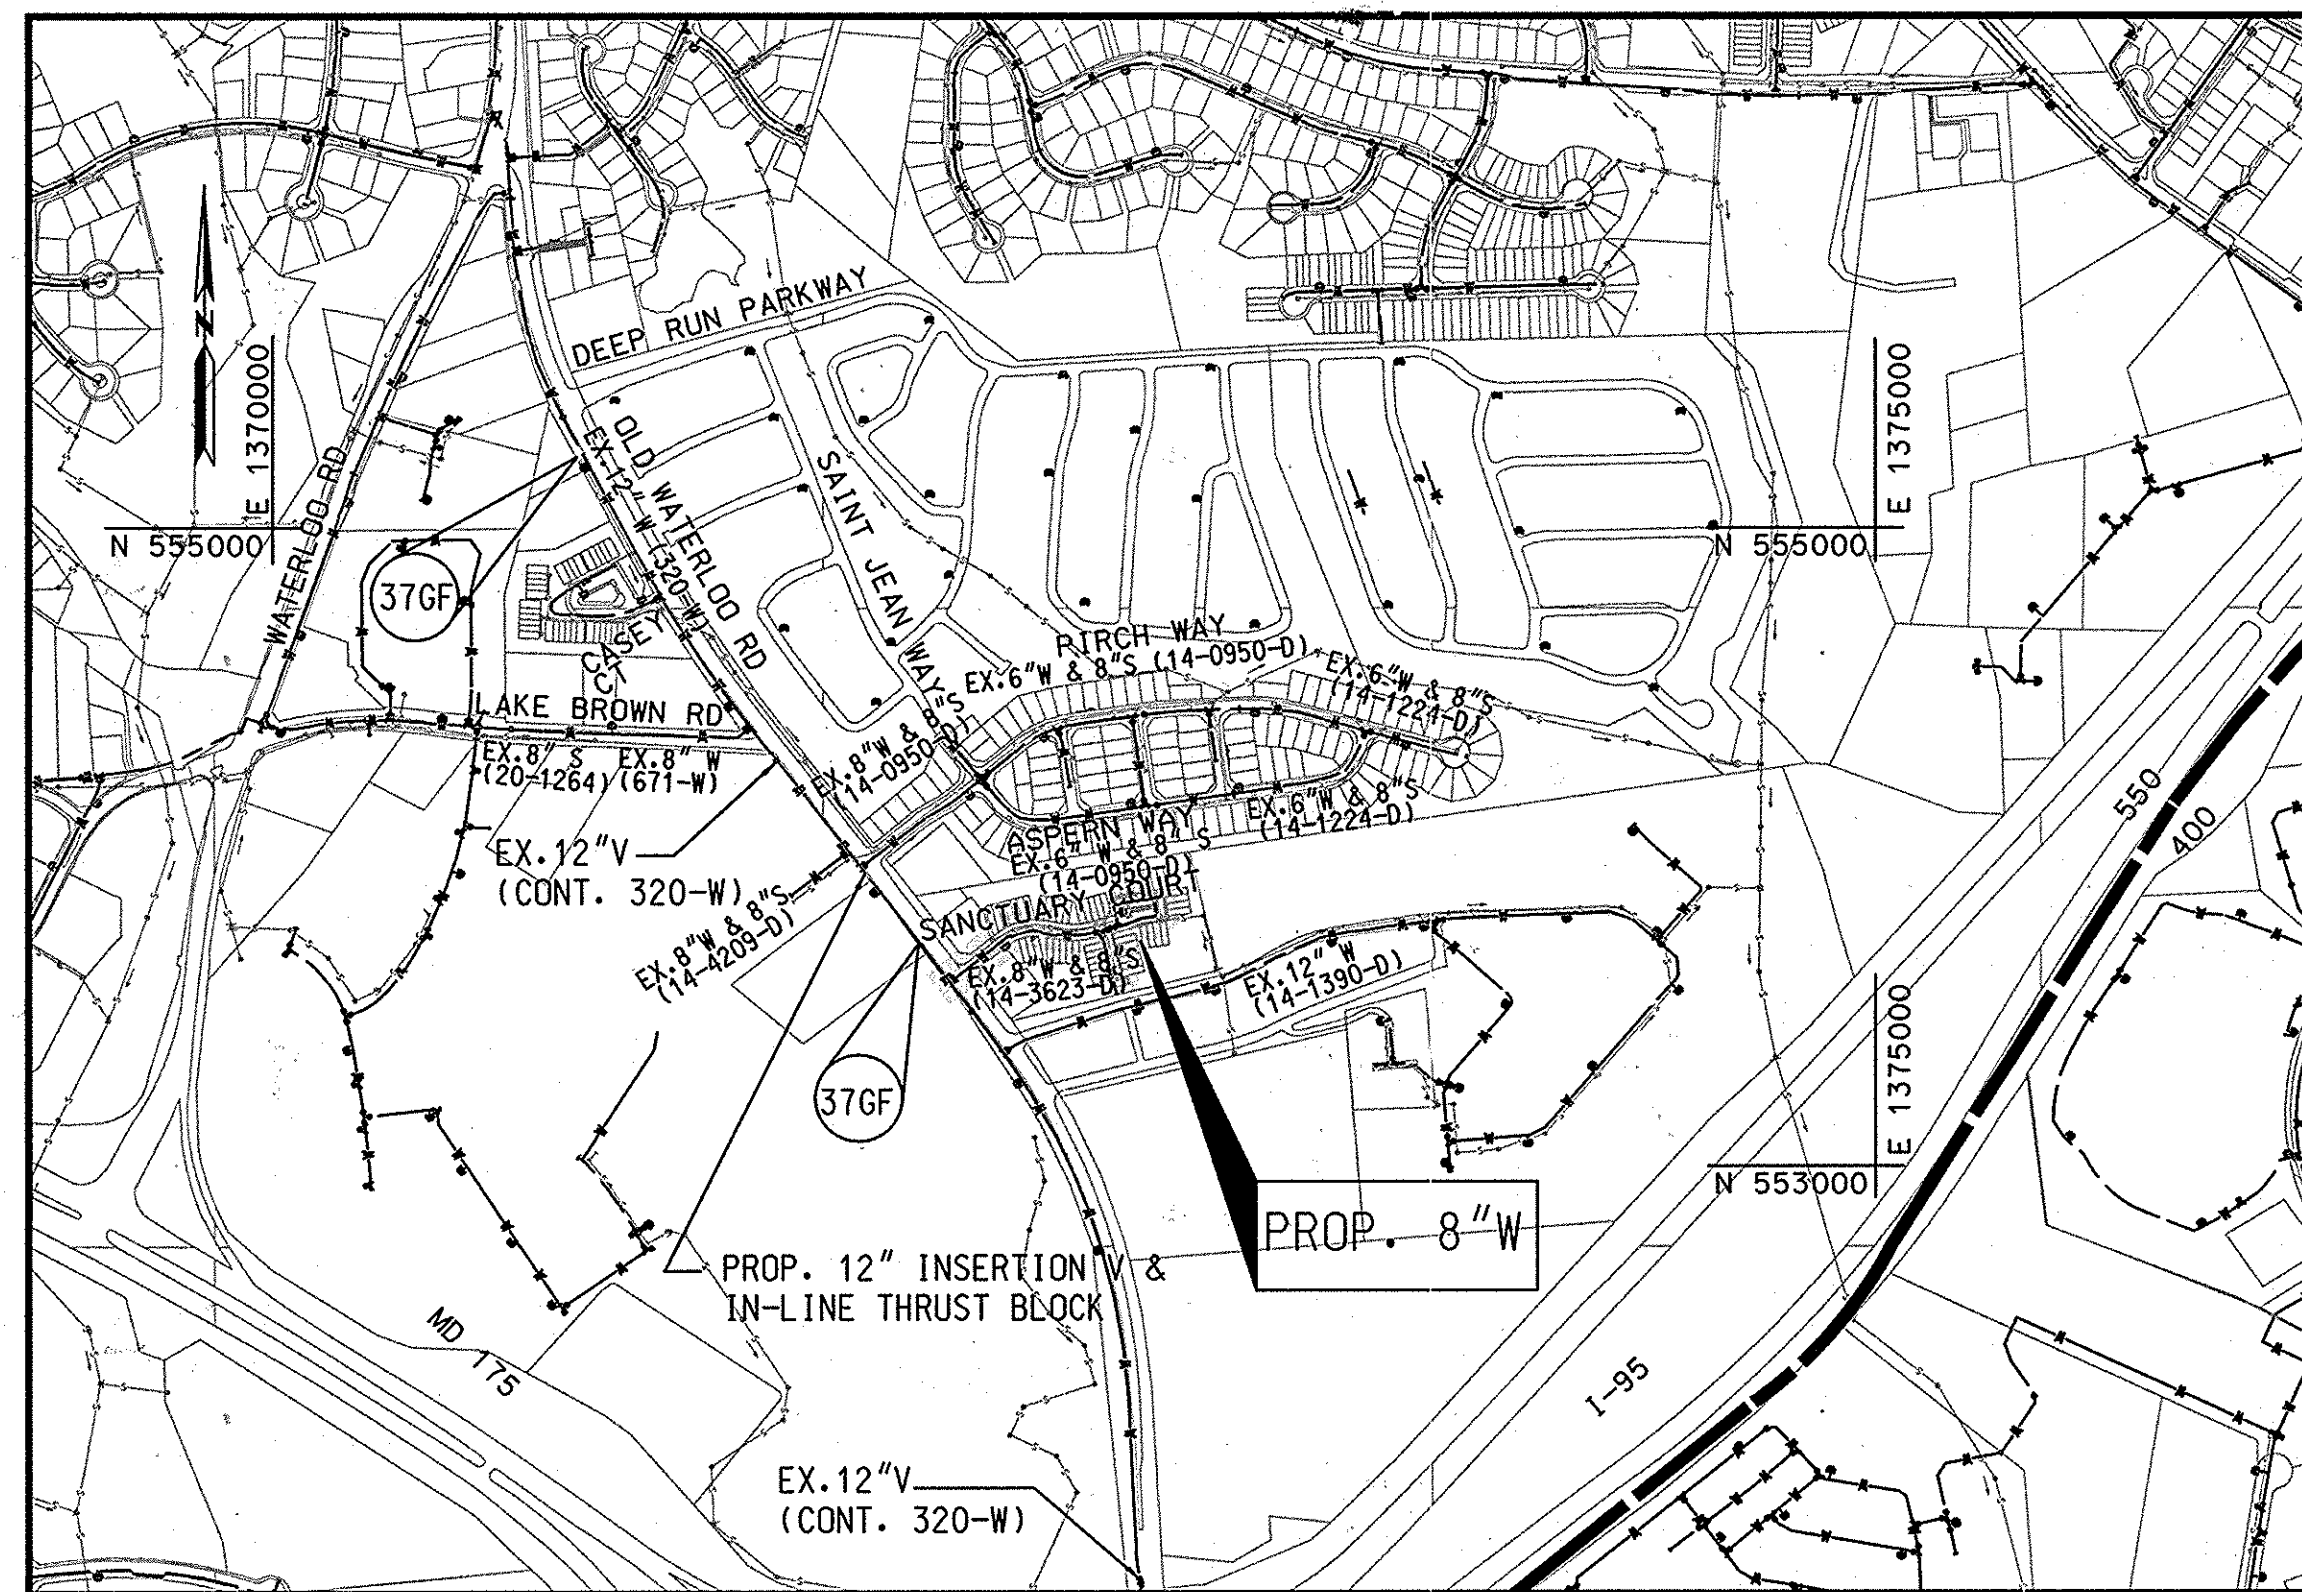 DEEP RUN PARKWAY
N
E 1370000
N 555000
WATERLOO RD
37GF
OLD WATERLOO RD
EX.12" W (320-W)
SAINT JEAN WAY
E 1375000
N 555000
CASEY
CT
PIRCH WAY
EX.6"W & 8"S (14-0950-D)
EX.6"W & 8"S
(14-1224-D)
LAKE BROWN RD
EX.8" S
(20-1264)
EX.8" W
(671-W)
EX.8"W & 8"S
(14-0950-D)
EX.12"V
(CONT. 320-W)
ASPERN WAY
EX.6" W & 8" S
(14-0950-D)
EX.6"W & 8"S
(14-1224-D)
550
400
EX.8"W & 8"S
(14-4209-D)
SANCTUARY COURT
EX.8"W & 8"S
(14-3623-D)
EX.12" W
(14-1390-D)
37GF
E 1375000
N 553000
PROP. 8"W
PROP. 12" INSERTION V &
IN-LINE THRUST BLOCK
MD 175
I-95
EX.12"V
(CONT. 320-W)